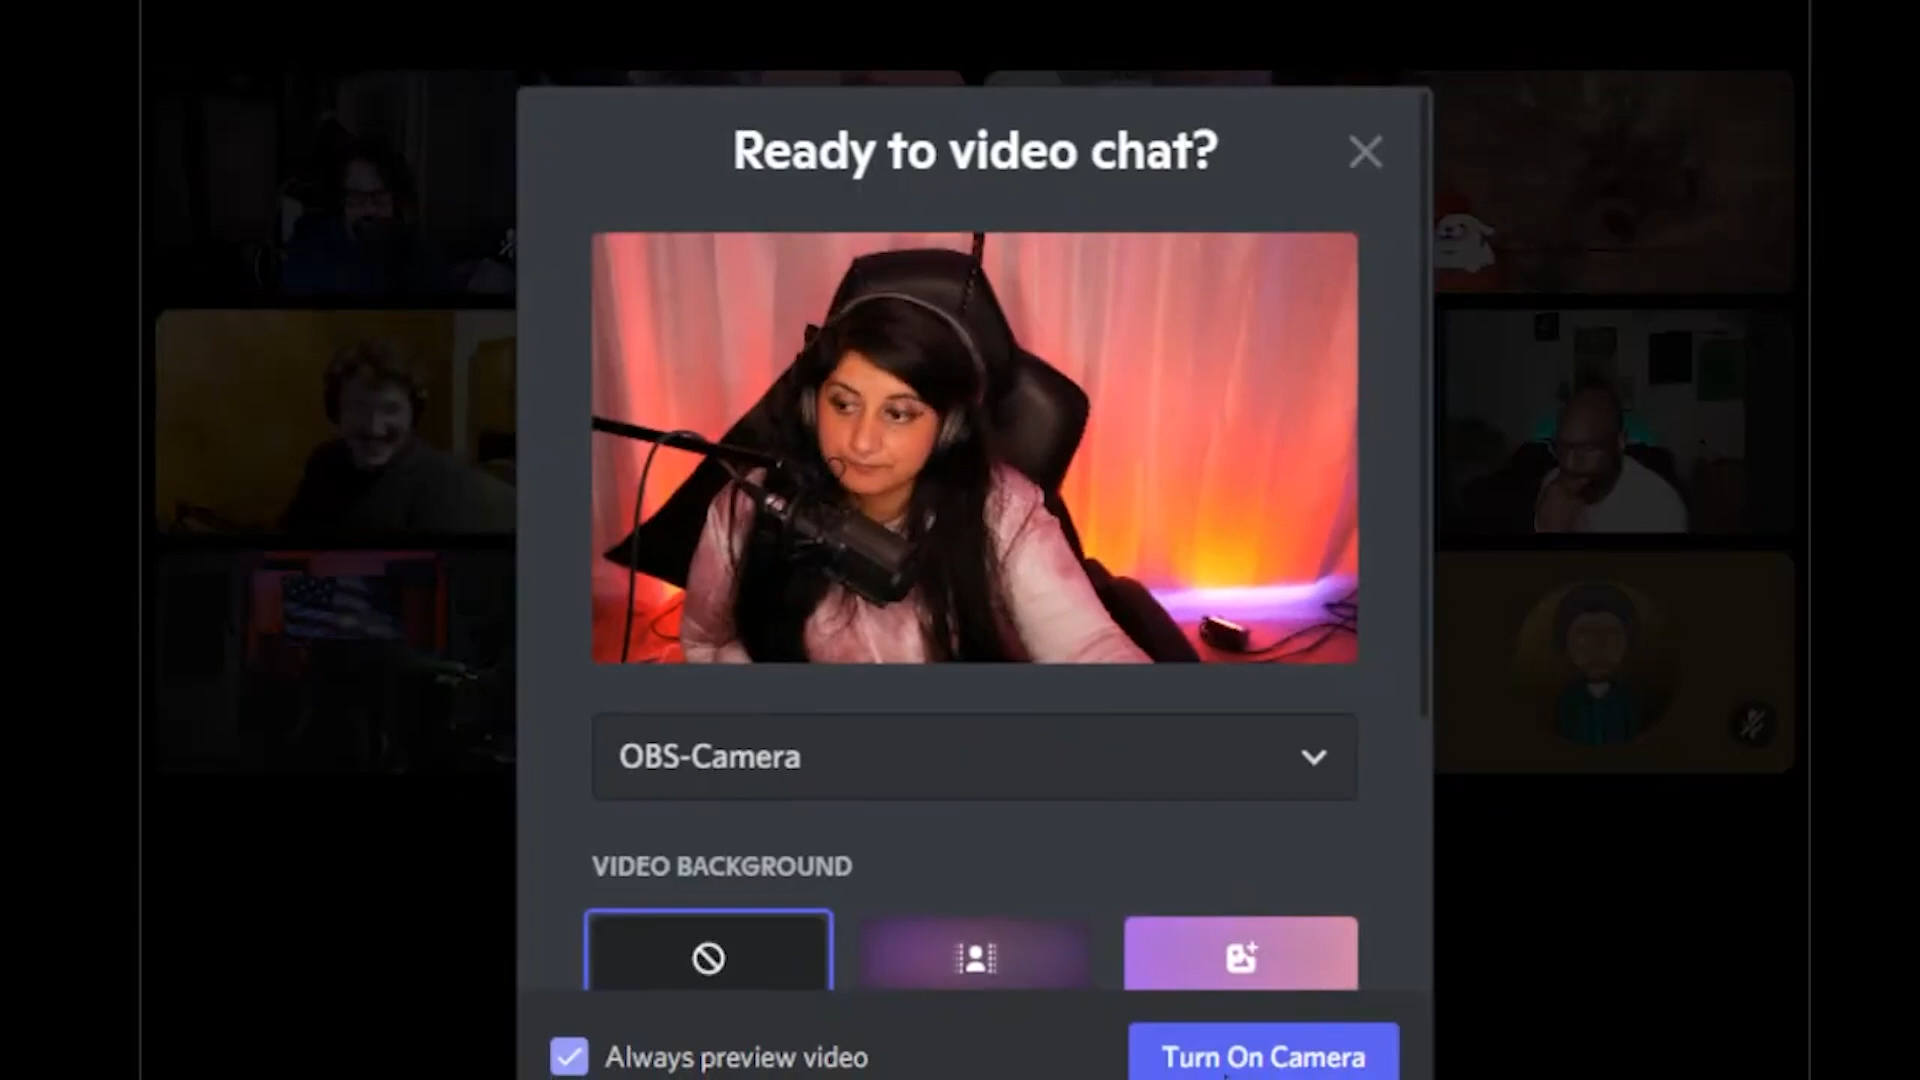 Ready to video chat?
OBS-Camera
VIDEO BACKGROUND
Always preview video
Turn On Camera